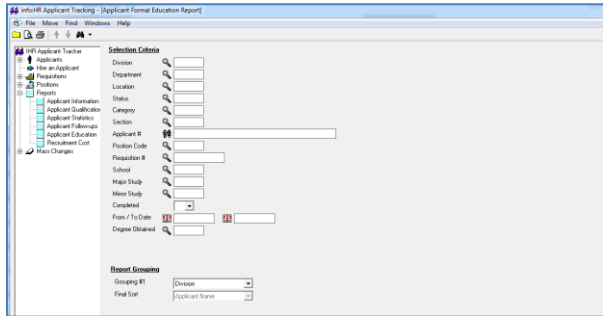 info:HR Applicant Tracking - [Applicant Formal Education Report]
File Move Find Windows Help
IHR Applicant Tracker
Applicants
Hire an Applicant
Requisitions
Positions
Reports
Applicant Information
Applicant Qualification
Applicant Statistics
Applicant Follow-ups
Applicant Education
Recruitment Cost
Mass Changes
Selection Criteria
Division
Department
Location
Status
Category
Section
Applicant #
Position Code
Requisition #
School
Major Study
Minor Study
Completed
From / To Date
Degree Obtained
Report Grouping
Grouping #1 Division
Final Sort Applicant Name